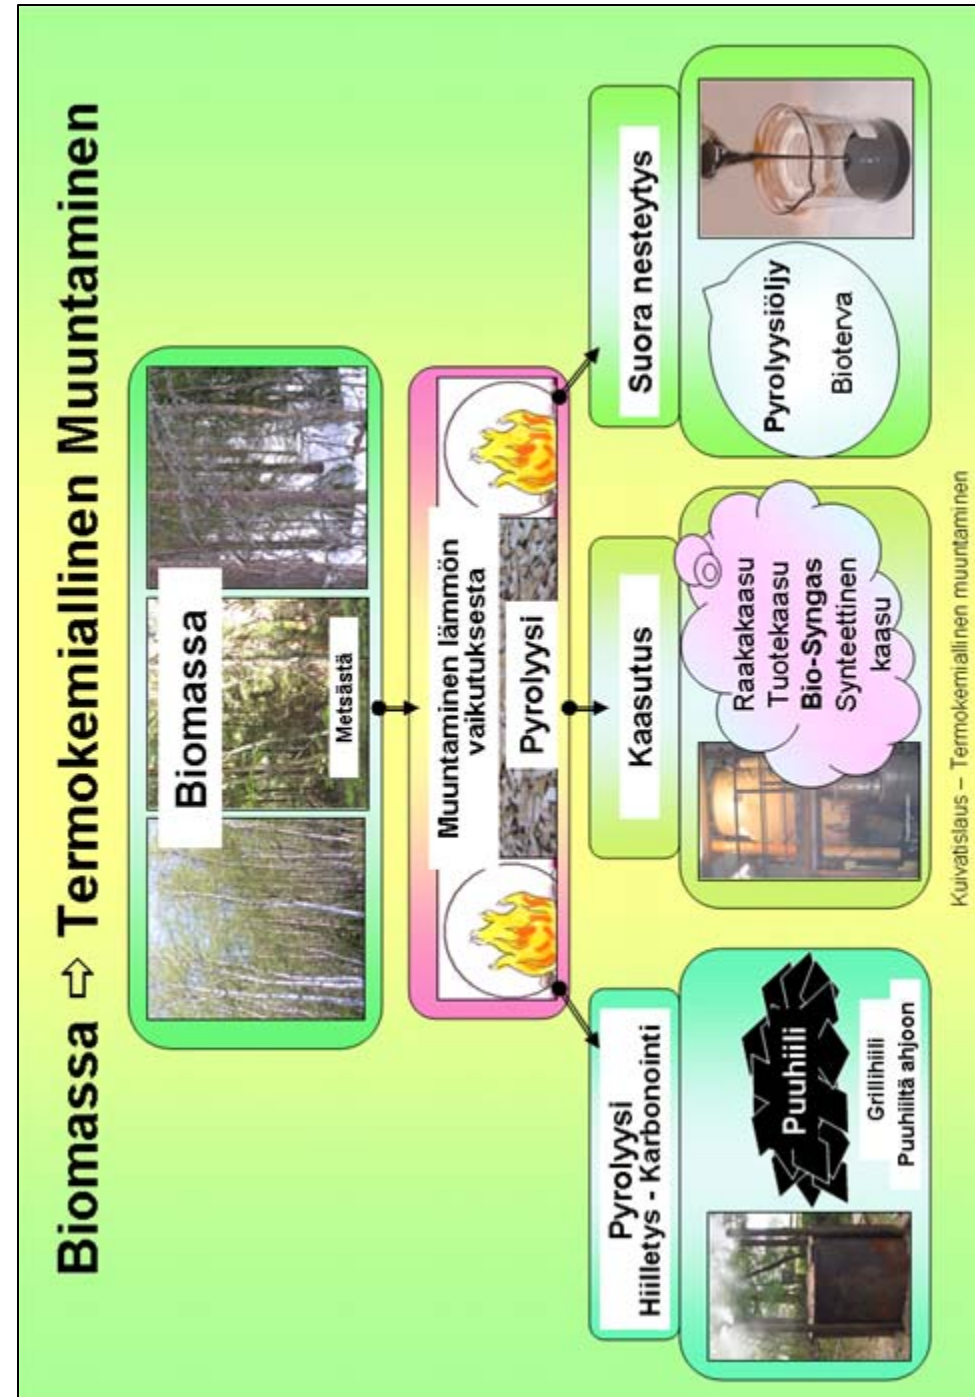 Biomassa ⇨ Termokemiallinen Muuntaminen
Biomassa
Metsästä
Muuntaminen lämmön
vaikutuksesta
Pyrolyysi
Pyrolyysi
Hiilletys - Karbonointi
Puuhiili
Grillihiili
Puuhiiltä ahjoon
Kaasutus
Raakakaasu
Tuotekaasu
Bio-Syngas
Synteettinen
kaasu
Suora nesteytys
Pyrolyysiöljy
Bioterva
Kuivatislaus – Termokemiallinen muuntaminen